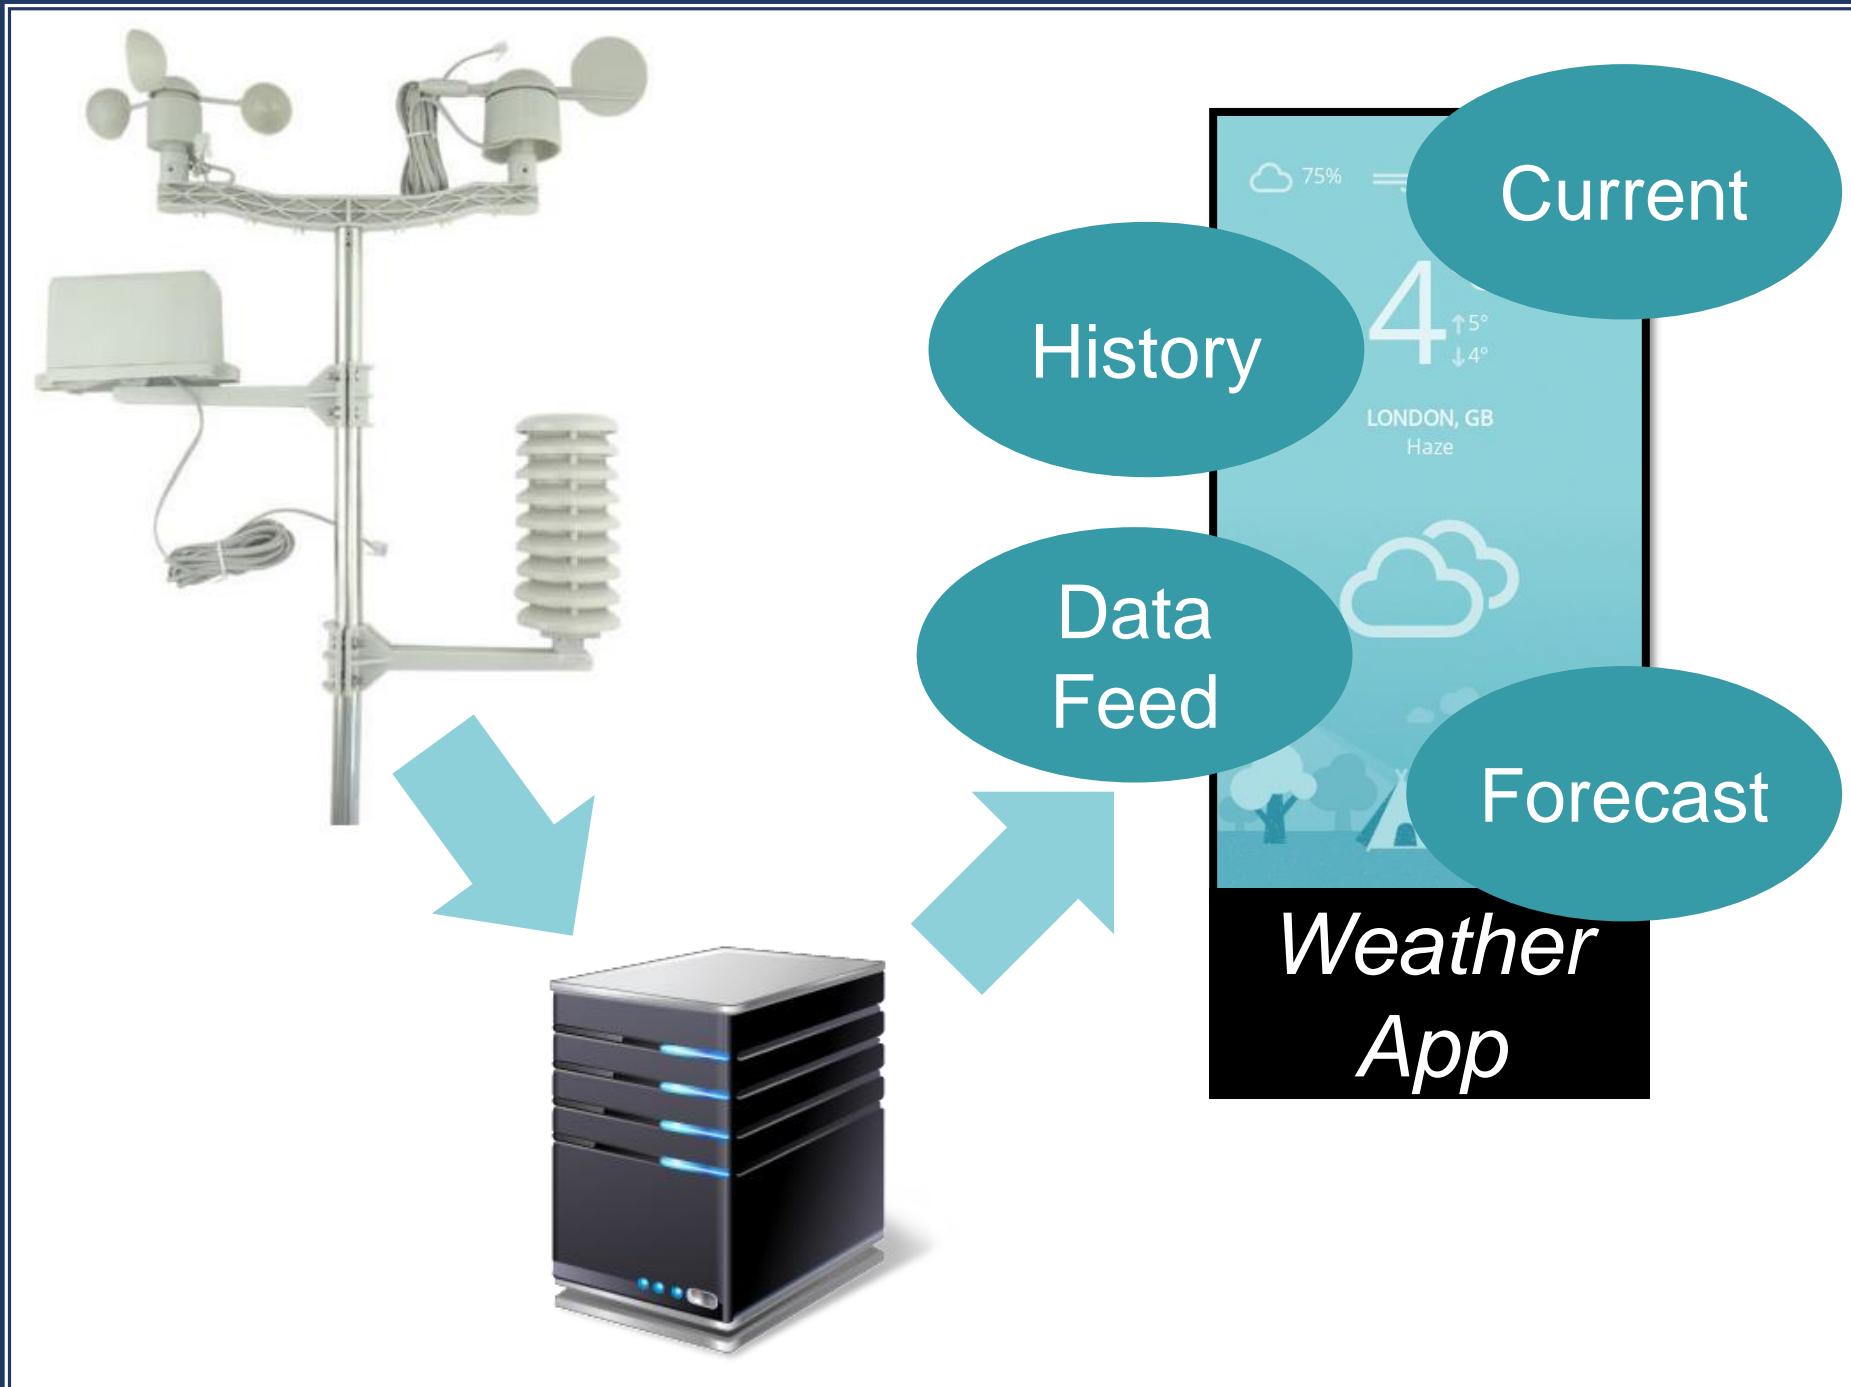 Current
75%
History
4
↑5°
↓4°
LONDON, GB
Haze
Data
Feed
Forecast
Weather
App